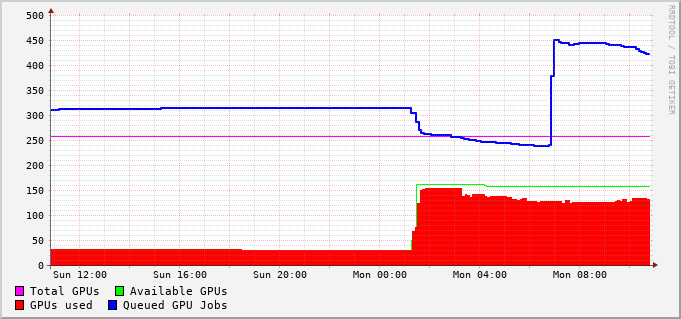 500
450
400
350
300
250
200
150
100
50
0
Sun 12:00 Sun 16:00 Sun 20:00 Mon 00:00 Mon 04:00 Mon 08:00
Total GPUs Available GPUs
GPUs used Queued GPU Jobs
RRDTOOL / TOBI OETIKER